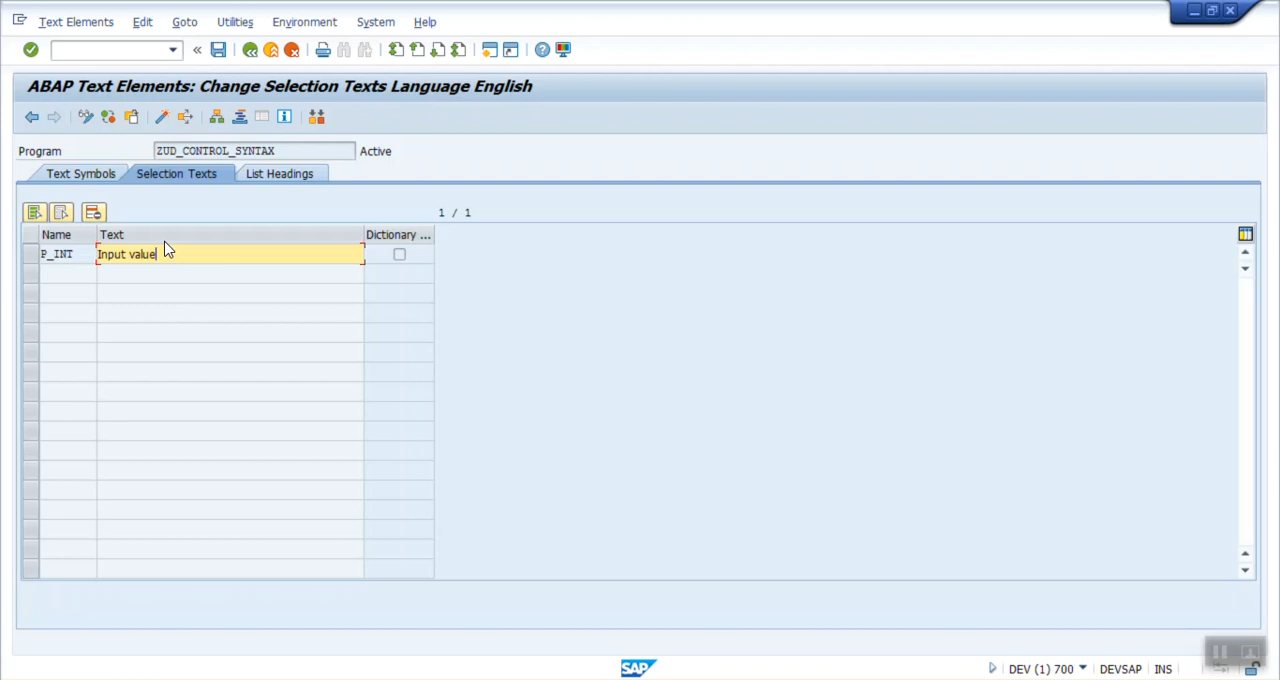 Text Elements Edit Goto Utilities Environment System Help
ABAP Text Elements: Change Selection Texts Language English
Program ZUD_CONTROL_SYNTAX Active
Text Symbols Selection Texts List Headings
1 / 1
Name Text Dictionary ...
P_INT Input value
SAP DEV (1) 700 DEVSAP INS